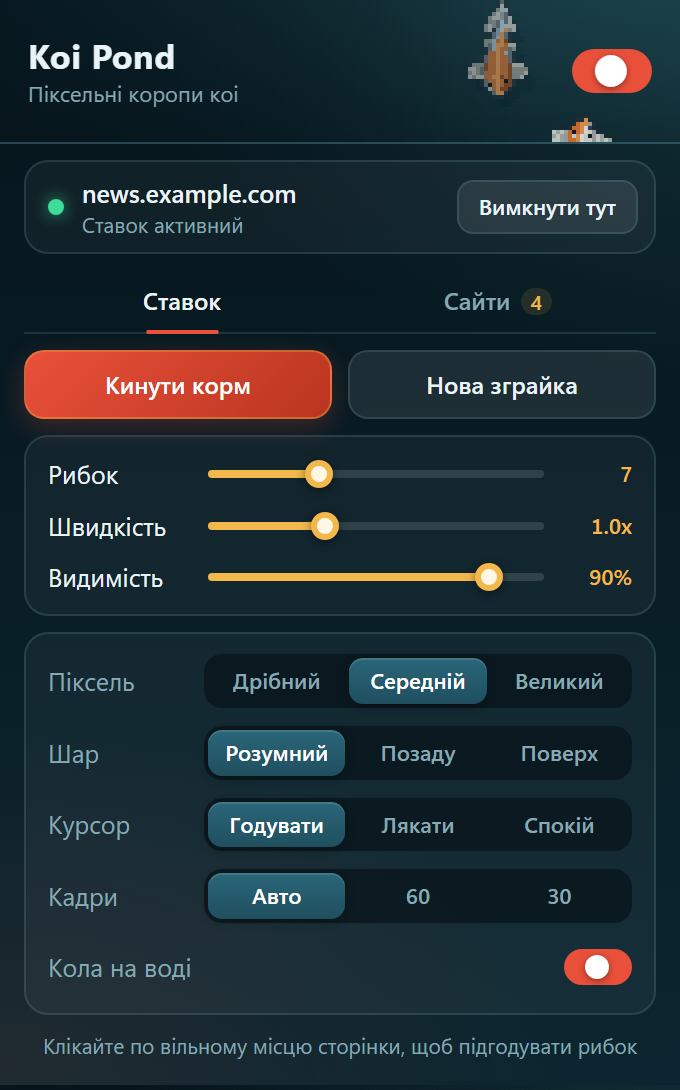 Koi Pond
Піксельні коропи коі
news.example.com
Ставок активний
Вимкнути тут
Ставок
Сайти 4
Кинути корм
Нова зграйка
Рибок 7
Швидкість 1.0x
Видимість 90%
Піксель Дрібний Середній Великий
Шар Розумний Позаду Поверх
Курсор Годувати Лякати Спокій
Кадри Авто 60 30
Кола на воді
Клікайте по вільному місцю сторінки, щоб підгодувати рибок